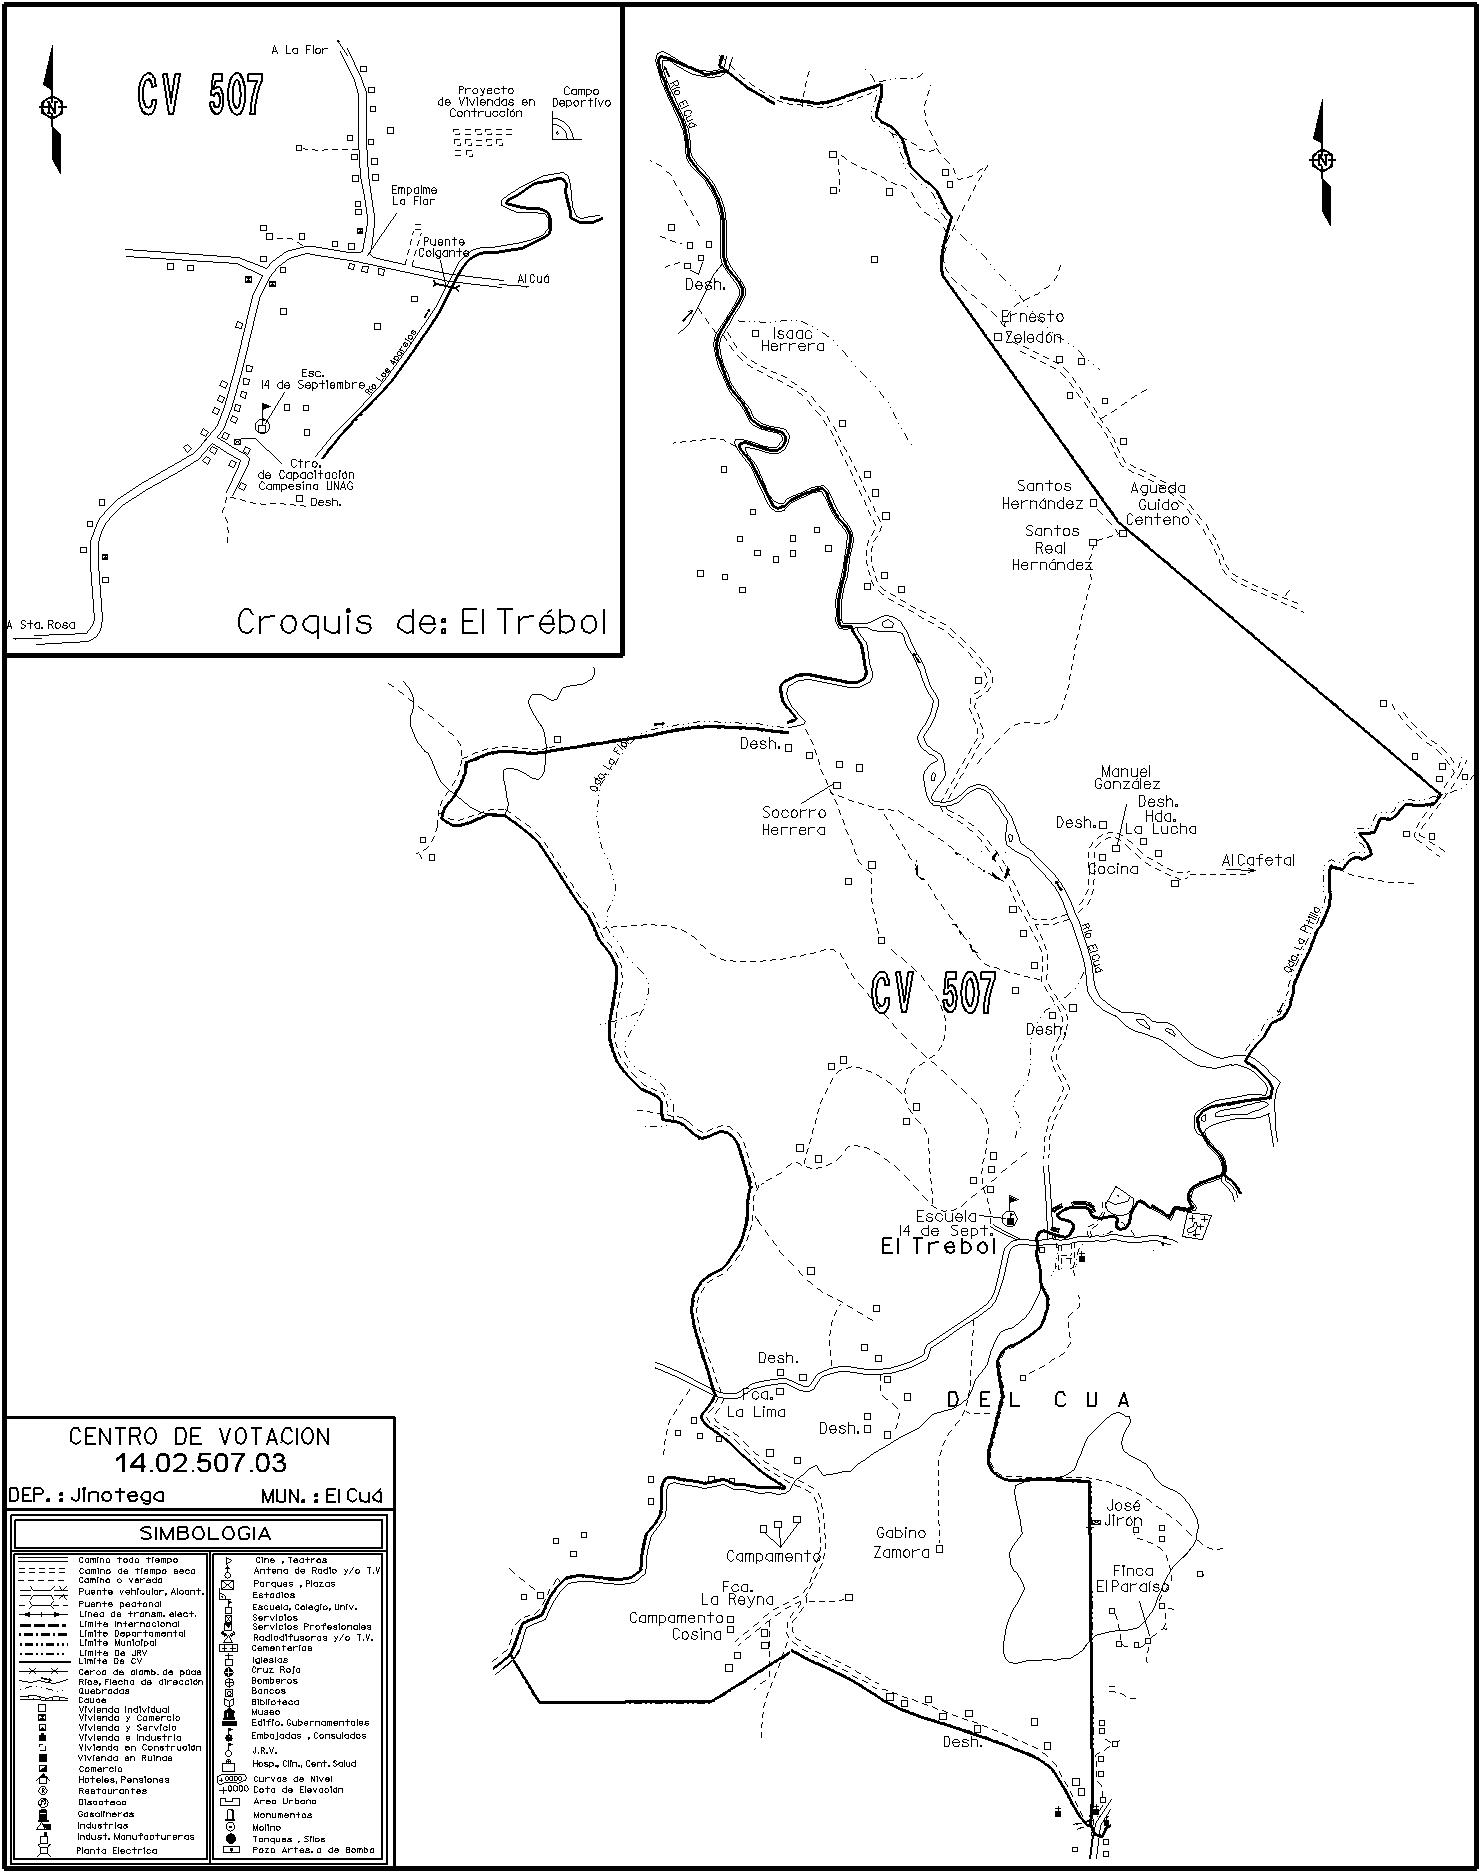 A La Flor
CV 507
Proyecto
de Viviendas en
Contrucción
Campo
Deportivo
N
Empalme
La Flar
Puente
Colgante
Al Cuá
Río Los Aparejos
Esc.
14 de Septiembre
Ctro.
de Capacitación
Campesina UNAG
Desh.
A Sta. Rosa
Croquis de: El Trébol
Río El Cuá
N
Desh.
Isaac
Herrera
Ernesto
Zeledón
Santos
Hernández
Agueda
Guido
Centeno
Santos
Real
Hernández
Desh.
Qda. La Flor
Socorro
Herrera
Manuel
González
Desh.
Hda.
La Lucha
Desh.
Cocina
Al Cafetal
Río El Cuá
Qda. La Pitilla
CV 507
Desh.
Escuela
14 de Sept.
El Trebol
Desh.
Fca.
La Lima
Desh.
DEL CUA
José
Jirón
Gabino
Zamora
Campamento
Finca
El Paraíso
Fca.
La Reyna
Campamento
Cosina
Desh.
CENTRO DE VOTACION
14.02.507.03
DEP. : Jinotega MUN. : El Cuá
SIMBOLOGIA
Camino todo tiempo
Camino de tiempo seco
Camino o vereda
Puente vehicular, Alcant.
Puente peatonal
Línea de transm. elect.
Límite Internacional
Límite Departamental
Límite Municipal
Límite De JRV
Límite De CV
Cerca de alamb. de púas
Ríos, Flecha de dirección
Quebradas
Cauce
Vivienda Individual
Vivienda y Comercio
Vivienda y Servicio
Vivienda e Industria
Vivienda en Construción
Vivienda en Ruinas
Comercio
Hoteles, Pensiones
Restaurantes
Discoteca
Gasolineras
Industrias
Indust. Manufactureras
Planta Electrica
Cine , Teatros
Antena de Radio y/o T.V
Parques , Plazas
Estadios
Escuela, Colegio, Univ.
Servicios
Servicios Profesionales
Radiodifusoras y/o T.V.
Cementerios
Iglesias
Cruz Roja
Bomberos
Bancos
Biblioteca
Museo
Edific. Gubernamentales
Embajadas , Consulados
J.R.V.
Hosp., Clín., Cent. Salud
Curvas de Nivel
Cota de Elevación
Area Urbana
Monumentos
Molino
Tanques , Silos
Pozo Artes. o de Bomba